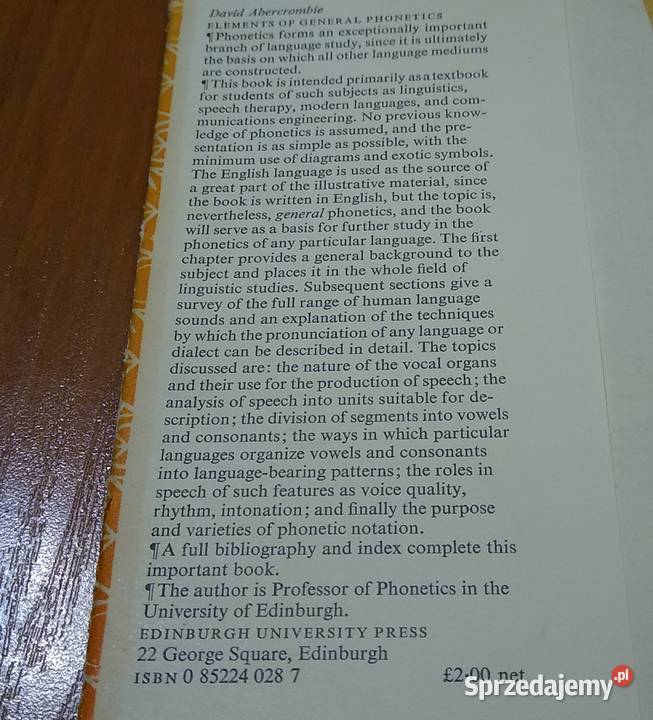 David Abercrombie
ELEMENTS OF GENERAL PHONETICS
¶Phonetics forms an exceptionally important
branch of language study, since it is ultimately
the basis on which all other language mediums
are constructed.
¶This book is intended primarily as a textbook
for students of such subjects as linguistics,
speech therapy, modern languages, and com-
munications engineering. No previous know-
ledge of phonetics is assumed, and the pre-
sentation is as simple as possible, with the
minimum use of diagrams and exotic symbols.
The English language is used as the source of
a great part of the illustrative material, since
the book is written in English, but the topic is,
nevertheless, general phonetics, and the book
will serve as a basis for further study in the
phonetics of any particular language. The first
chapter provides a general background to the
subject and places it in the whole field of
linguistic studies. Subsequent sections give a
survey of the full range of human language
sounds and an explanation of the techniques
by which the pronunciation of any language or
dialect can be described in detail. The topics
discussed are: the nature of the vocal organs
and their use for the production of speech; the
analysis of speech into units suitable for de-
scription; the division of segments into vowels
and consonants; the ways in which particular
languages organize vowels and consonants
into language-bearing patterns; the roles in
speech of such features as voice quality,
rhythm, intonation; and finally the purpose
and varieties of phonetic notation.
¶A full bibliography and index complete this
important book.
¶The author is Professor of Phonetics in the
University of Edinburgh.
EDINBURGH UNIVERSITY PRESS
22 George Square, Edinburgh
ISBN 0 85224 028 7 £2·00 net
Sprzedajemy .pl